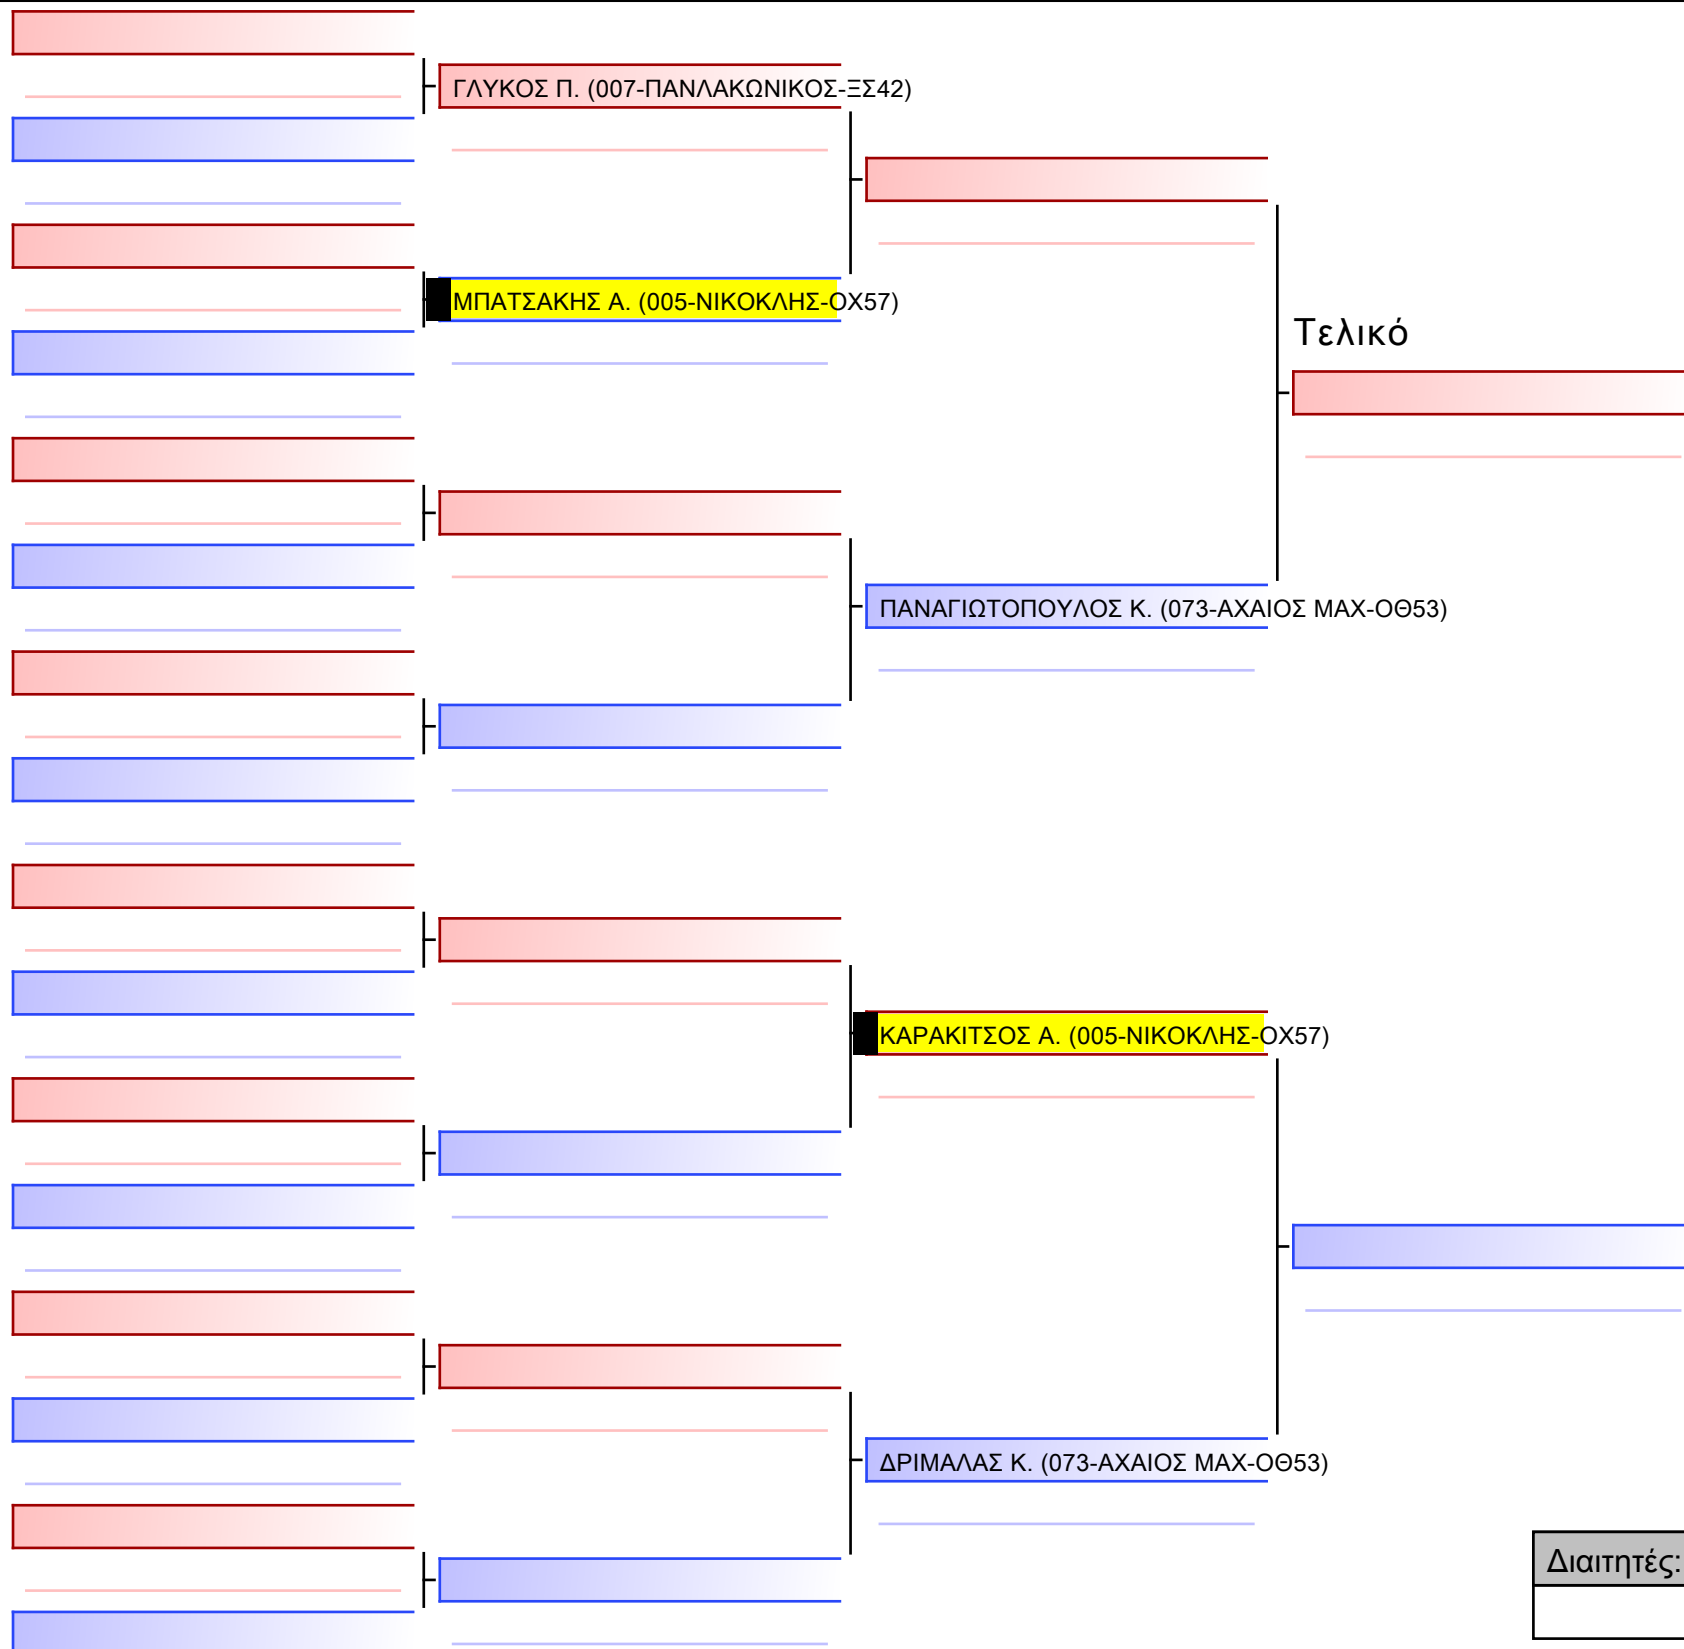 ΓΛΥΚΟΣ Π. (007-ΠΑΝΛΑΚΩΝΙΚΟΣ-ΞΣ42)
ΜΠΑΤΣΑΚΗΣ Α. (005-ΝΙΚΟΚΛΗΣ-ΟΧ57)
Τελικό
ΠΑΝΑΓΙΩΤΟΠΟΥΛΟΣ Κ. (073-ΑΧΑΙΟΣ ΜΑΧ-ΟΘ53)
ΚΑΡΑΚΙΤΣΟΣ Α. (005-ΝΙΚΟΚΛΗΣ-ΟΧ57)
ΔΡΙΜΑΛΑΣ Κ. (073-ΑΧΑΙΟΣ ΜΑΧ-ΟΘ53)
Διαιτητές: